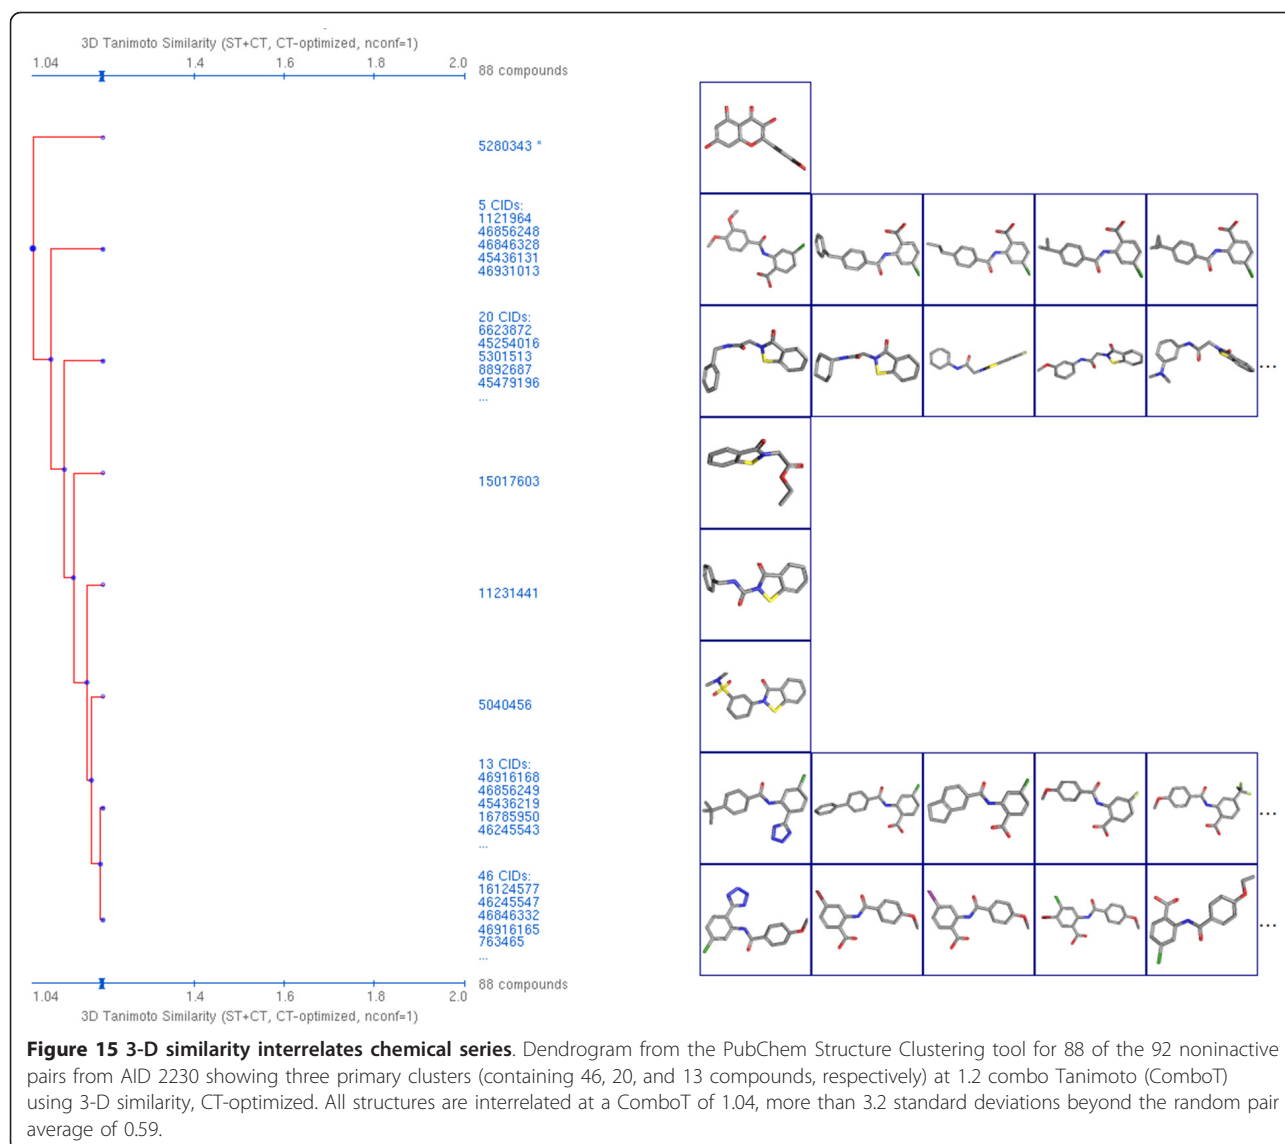 3D Tanimoto Similarity (ST+CT, CT-optimized, nconf=1)
1.04 1.4 1.6 1.8 2.0 88 compounds
5280343 *
5 CIDs:
1121964
46856248
46846328
45436131
46931013
20 CIDs:
6623872
45254016
5301513
8892687
45479196
...
...
15017603
11231441
5040456
13 CIDs:
46916168
46856249
45436219
16785950
46245543
...
...
46 CIDs:
16124577
46245547
46846332
46916165
763465
...
...
1.04 1.4 1.6 1.8 2.0 88 compounds
3D Tanimoto Similarity (ST+CT, CT-optimized, nconf=1)
Figure 15 3-D similarity interrelates chemical series. Dendrogram from the PubChem Structure Clustering tool for 88 of the 92 noninactive
pairs from AID 2230 showing three primary clusters (containing 46, 20, and 13 compounds, respectively) at 1.2 combo Tanimoto (ComboT)
using 3-D similarity, CT-optimized. All structures are interrelated at a ComboT of 1.04, more than 3.2 standard deviations beyond the random pair
average of 0.59.